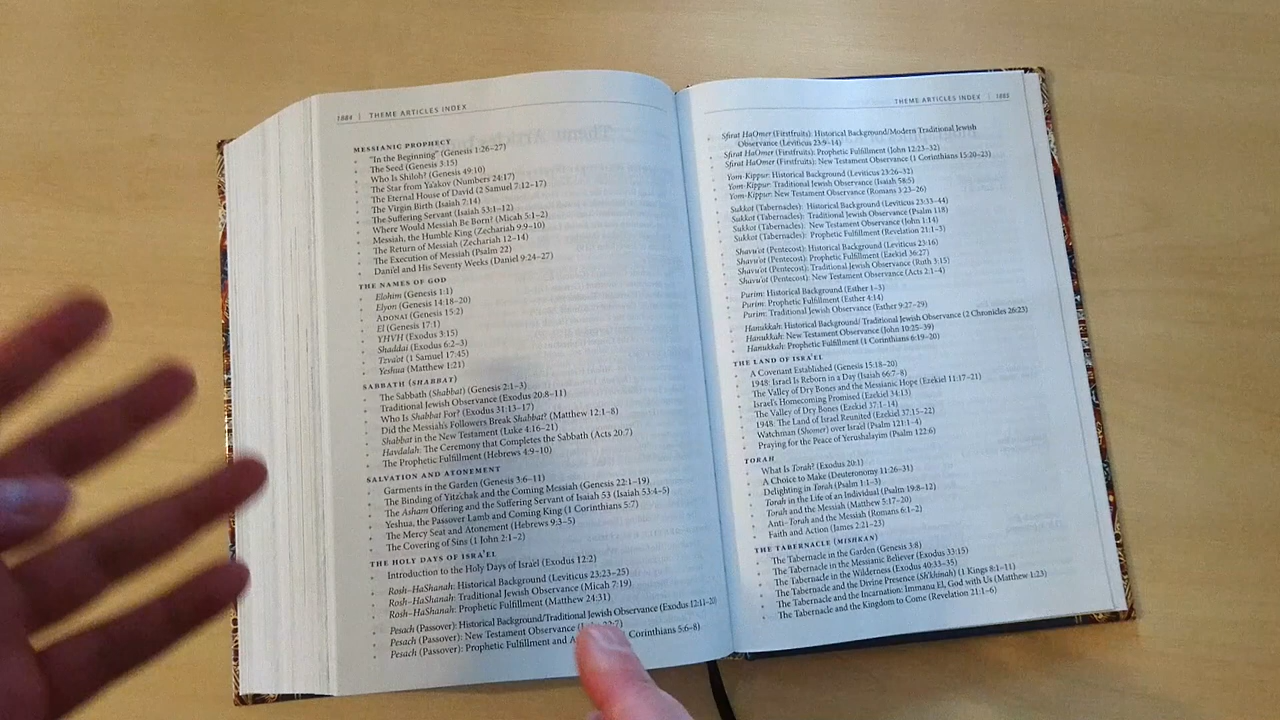 1884 | THEME ARTICLES INDEX
MESSIANIC PROPHECY
• "In the Beginning" (Genesis 1:26–27)
• The Seed (Genesis 3:15)
• Who Is Shiloh? (Genesis 49:10)
• The Star from Ya'akov (Numbers 24:17)
• The Eternal House of David (2 Samuel 7:12–17)
• The Virgin Birth (Isaiah 7:14)
• The Suffering Servant (Isaiah 53:1–12)
• Where Would Messiah Be Born? (Micah 5:1–2)
• Messiah, the Humble King (Zechariah 9:9–10)
• The Return of Messiah (Zechariah 12–14)
• The Execution of Messiah (Psalm 22)
• Daniel and His Seventy Weeks (Daniel 9:24–27)
THE NAMES OF GOD
• Elohim (Genesis 1:1)
• Elyon (Genesis 14:18–20)
• ADONAI (Genesis 15:2)
• El (Genesis 17:1)
• YHVH (Exodus 3:15)
• Shaddai (Exodus 6:2–3)
• Tzva'ot (1 Samuel 17:45)
• Yeshua (Matthew 1:21)
SABBATH (SHABBAT)
• The Sabbath (Shabbat) (Genesis 2:1–3)
• Traditional Jewish Observance (Exodus 20:8–11)
• Who Is Shabbat For? (Exodus 31:13–17)
• Did the Messiah's Followers Break Shabbat? (Matthew 12:1–8)
• Shabbat in the New Testament (Luke 4:16–21)
• Havdalah: The Ceremony that Completes the Sabbath (Acts 20:7)
• The Prophetic Fulfillment (Hebrews 4:9–10)
SALVATION AND ATONEMENT
• Garments in the Garden (Genesis 3:6–11)
• The Binding of Yitzchak and the Coming Messiah (Genesis 22:1–19)
• The Asham Offering and the Suffering Servant of Isaiah 53 (Isaiah 53:4–5)
• Yeshua, the Passover Lamb and Coming King (1 Corinthians 5:7)
• The Mercy Seat and Atonement (Hebrews 9:3–5)
• The Covering of Sins (1 John 2:1–2)
THE HOLY DAYS OF ISRA'EL
• Introduction to the Holy Days of Israel (Exodus 12:2)
• Rosh-HaShanah: Historical Background (Leviticus 23:23–25)
• Rosh-HaShanah: Traditional Jewish Observance (Micah 7:19)
• Rosh-HaShanah: Prophetic Fulfillment (Matthew 24:31)
• Pesach (Passover): Historical Background/Traditional Jewish Observance (Exodus 12:11–20)
• Pesach (Passover): New Testament Observance
• Pesach (Passover): Prophetic Fulfillment and Corinthians 5:6–8)
THEME ARTICLES INDEX | 1885
• Sfirat HaOmer (Firstfruits): Historical Background/Modern Traditional Jewish
Observance (Leviticus 23:9–14)
• Sfirat HaOmer (Firstfruits): Prophetic Fulfillment (John 12:23–32)
• Sfirat HaOmer (Firstfruits): New Testament Observance (1 Corinthians 15:20–23)
• Yom-Kippur: Historical Background (Leviticus 23:26–32)
• Yom-Kippur: Traditional Jewish Observance (Isaiah 58:5)
• Yom-Kippur: New Testament Observance (Romans 3:23–26)
• Sukkot (Tabernacles): Historical Background (Leviticus 23:33–44)
• Sukkot (Tabernacles): Traditional Jewish Observance (Psalm 118)
• Sukkot (Tabernacles): New Testament Observance (John 1:14)
• Sukkot (Tabernacles): Prophetic Fulfillment (Revelation 21:1–3)
• Shavu'ot (Pentecost): Historical Background (Leviticus 23:16)
• Shavu'ot (Pentecost): Prophetic Fulfillment (Ezekiel 36:27)
• Shavu'ot (Pentecost): Traditional Jewish Observance (Ruth 3:15)
• Shavu'ot (Pentecost): New Testament Observance (Acts 2:1–4)
• Purim: Historical Background (Esther 1–3)
• Purim: Prophetic Fulfillment (Esther 4:14)
• Purim: Traditional Jewish Observance (Esther 9:27–29)
• Hanukkah: Historical Background/ Traditional Jewish Observance (2 Chronicles 26:23)
• Hanukkah: New Testament Observance (John 10:25–39)
• Hanukkah: Prophetic Fulfillment (1 Corinthians 6:19–20)
THE LAND OF ISRA'EL
• A Covenant Established (Genesis 15:18–20)
• 1948: Israel Is Reborn in a Day (Isaiah 66:7–8)
• The Valley of Dry Bones and the Messianic Hope (Ezekiel 11:17–21)
• Israel's Homecoming Promised (Ezekiel 34:13)
• The Valley of Dry Bones (Ezekiel 37:1–14)
• 1948: The Land of Israel Reunited (Ezekiel 37:15–22)
• Watchman (Shomer) over Israel (Psalm 121:1–4)
• Praying for the Peace of Yerushalayim (Psalm 122:6)
TORAH
• What Is Torah? (Exodus 20:1)
• A Choice to Make (Deuteronomy 11:26–31)
• Delighting in Torah (Psalm 1:1–3)
• Torah in the Life of an Individual (Psalm 19:8–12)
• Torah and the Messiah (Matthew 5:17–20)
• Anti-Torah and the Messiah (Romans 6:1–2)
• Faith and Action (James 2:21–23)
THE TABERNACLE (MISHKAN)
• The Tabernacle in the Garden (Genesis 3:8)
• The Tabernacle in the Messianic Believer (Exodus 33:15)
• The Tabernacle in the Wilderness (Exodus 40:33–35)
• The Tabernacle and the Divine Presence (Sh'khinah) (1 Kings 8:1–11)
• The Tabernacle and the Incarnation: Immanu El, God with Us (Matthew 1:23)
• The Tabernacle and the Kingdom to Come (Revelation 21:1–6)